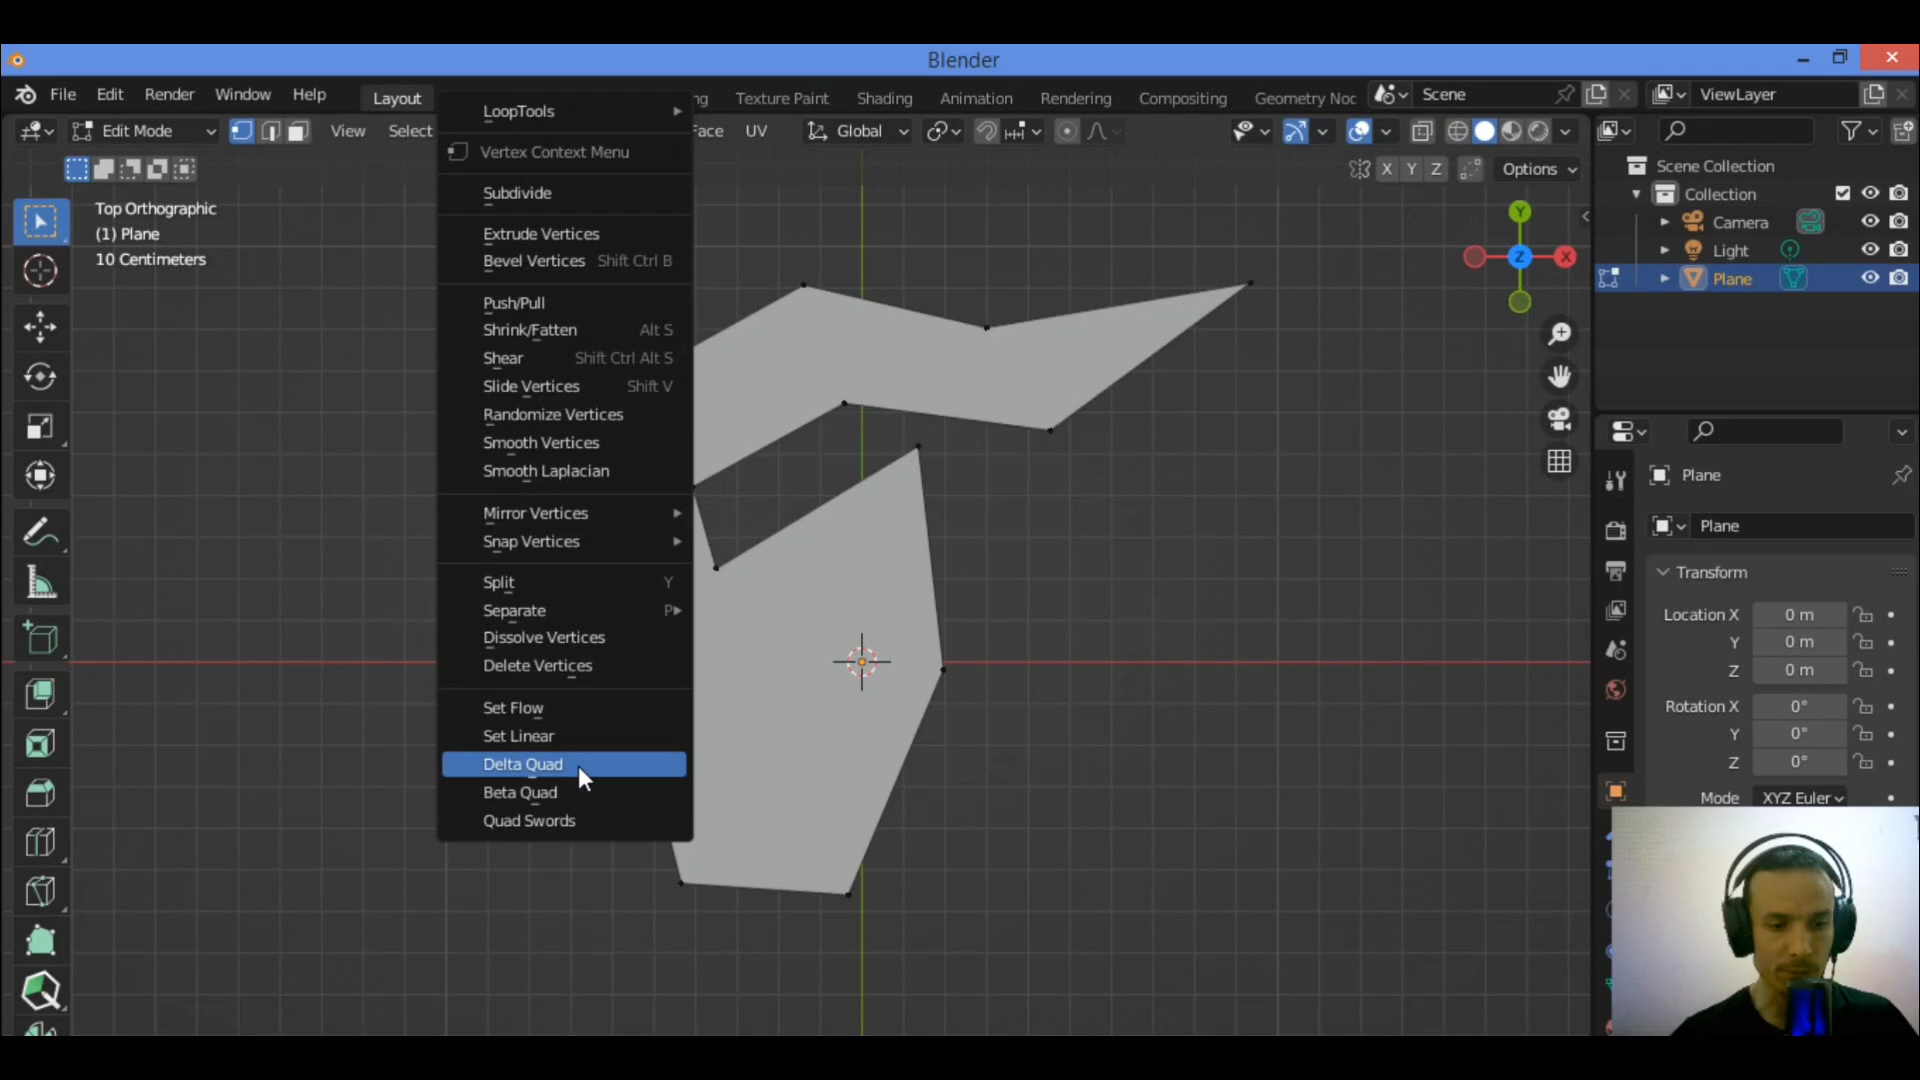 Blender
File Edit Render Window Help Layout ng Texture Paint Shading Animation Rendering Compositing Geometry Noc Scene ViewLayer
Edit Mode View Select Face UV Global
X Y Z Options
Top Orthographic
(1) Plane
10 Centimeters
LoopTools
Vertex Context Menu
Subdivide
Extrude Vertices
Bevel Vertices Shift Ctrl B
Push/Pull
Shrink/Fatten Alt S
Shear Shift Ctrl Alt S
Slide Vertices Shift V
Randomize Vertices
Smooth Vertices
Smooth Laplacian
Mirror Vertices
Snap Vertices
Split Y
Separate P
Dissolve Vertices
Delete Vertices
Set Flow
Set Linear
Delta Quad
Beta Quad
Quad Swords
Y
Z X
Scene Collection
Collection
Camera
Light
Plane
Plane
Plane
Transform
Location X 0 m
Y 0 m
Z 0 m
Rotation X 0°
Y 0°
Z 0°
Mode XYZ Euler